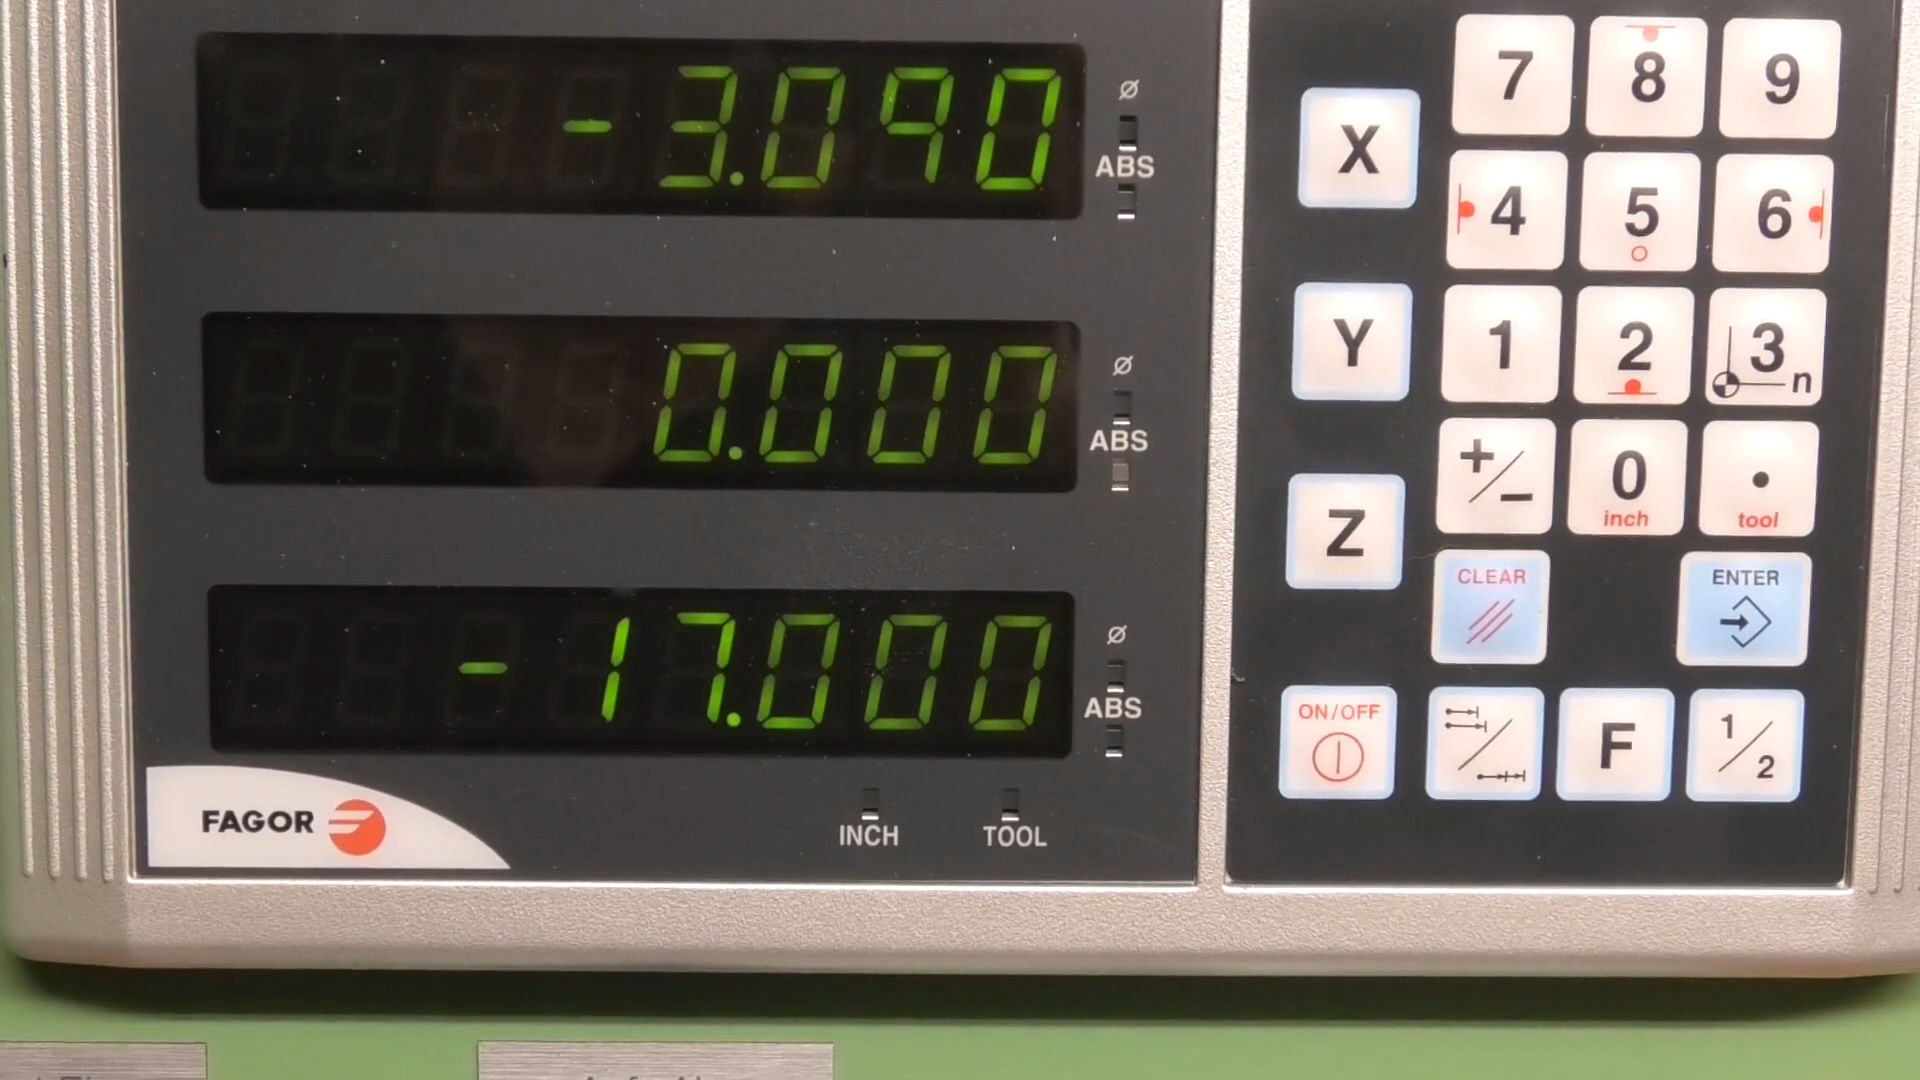 -3.090
Ø
ABS
0.000
Ø
ABS
-17.000
Ø
ABS
FAGOR
INCH
TOOL
X
7
8
9
4
5
6
Y
1
2
3
n
Z
+/-
0
inch
.
tool
CLEAR
ENTER
ON/OFF
F
1/2